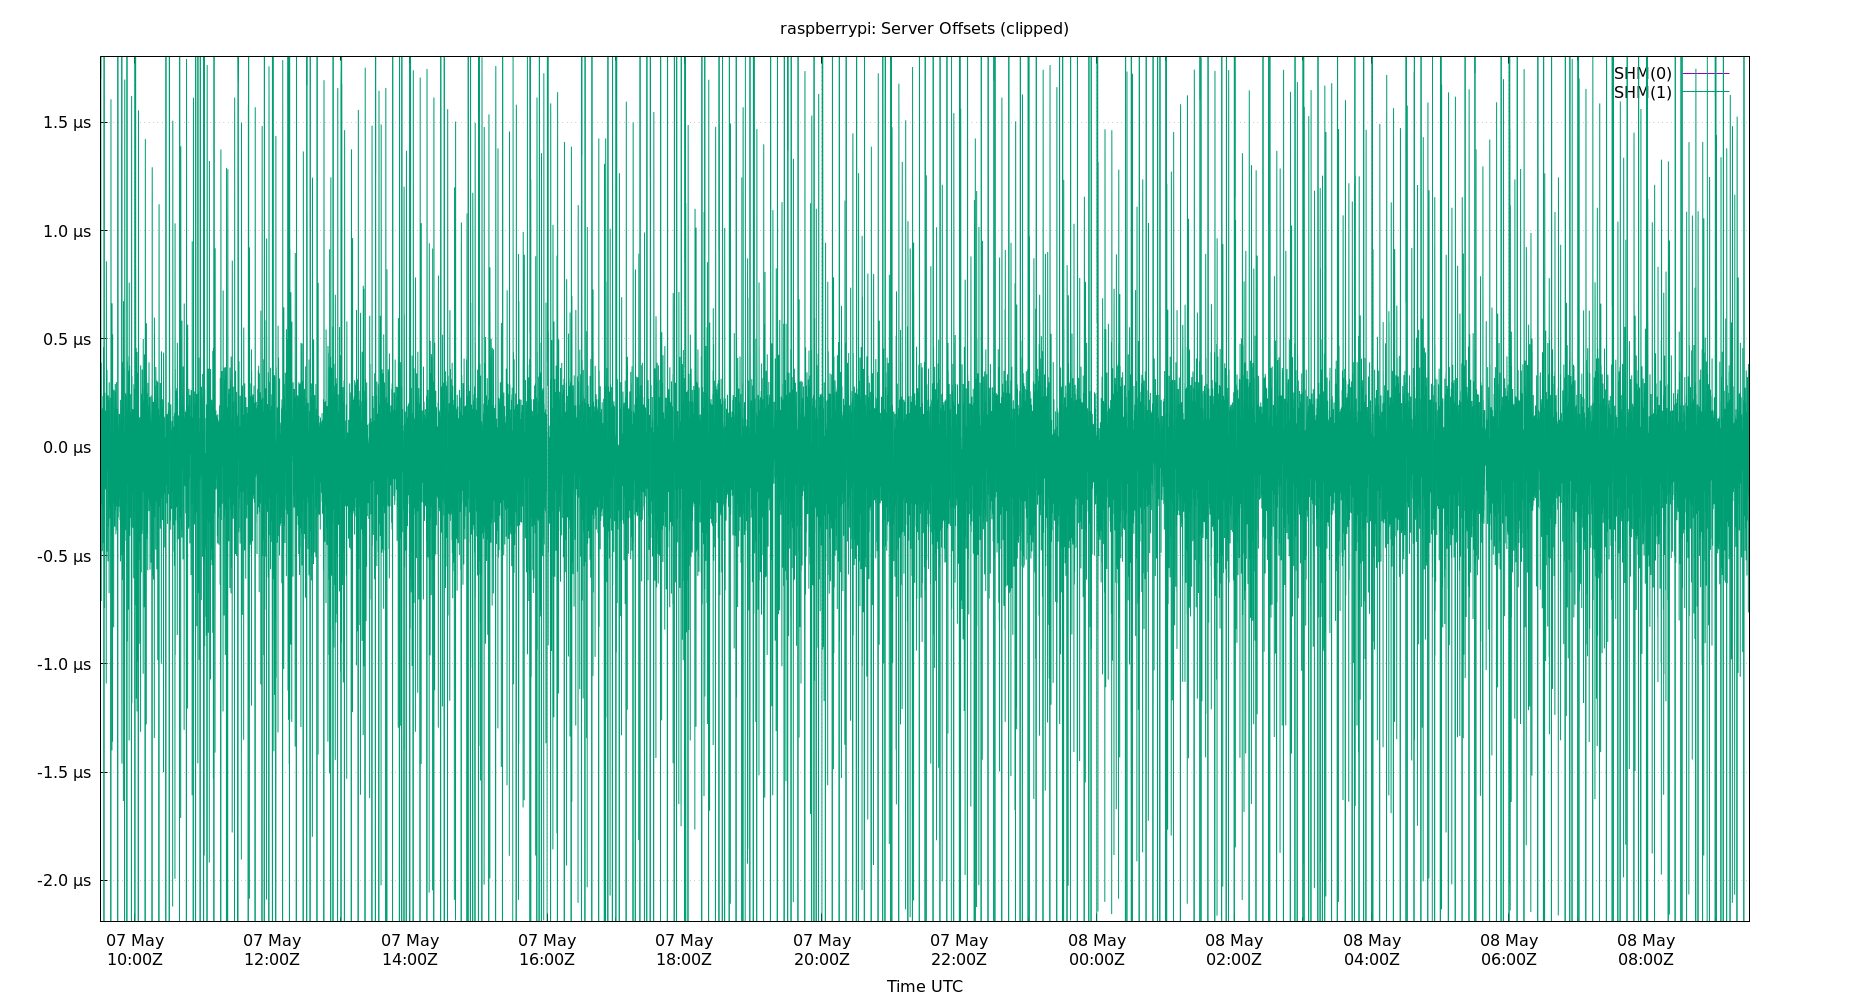 raspberrypi: Server Offsets (clipped)
SHM(0)
SHM(1)
1.5 µs
1.0 µs
0.5 µs
0.0 µs
-0.5 µs
-1.0 µs
-1.5 µs
-2.0 µs
07 May 07 May 07 May 07 May 07 May 07 May 07 May 08 May 08 May 08 May 08 May 08 May
10:00Z 12:00Z 14:00Z 16:00Z 18:00Z 20:00Z 22:00Z 00:00Z 02:00Z 04:00Z 06:00Z 08:00Z
Time UTC